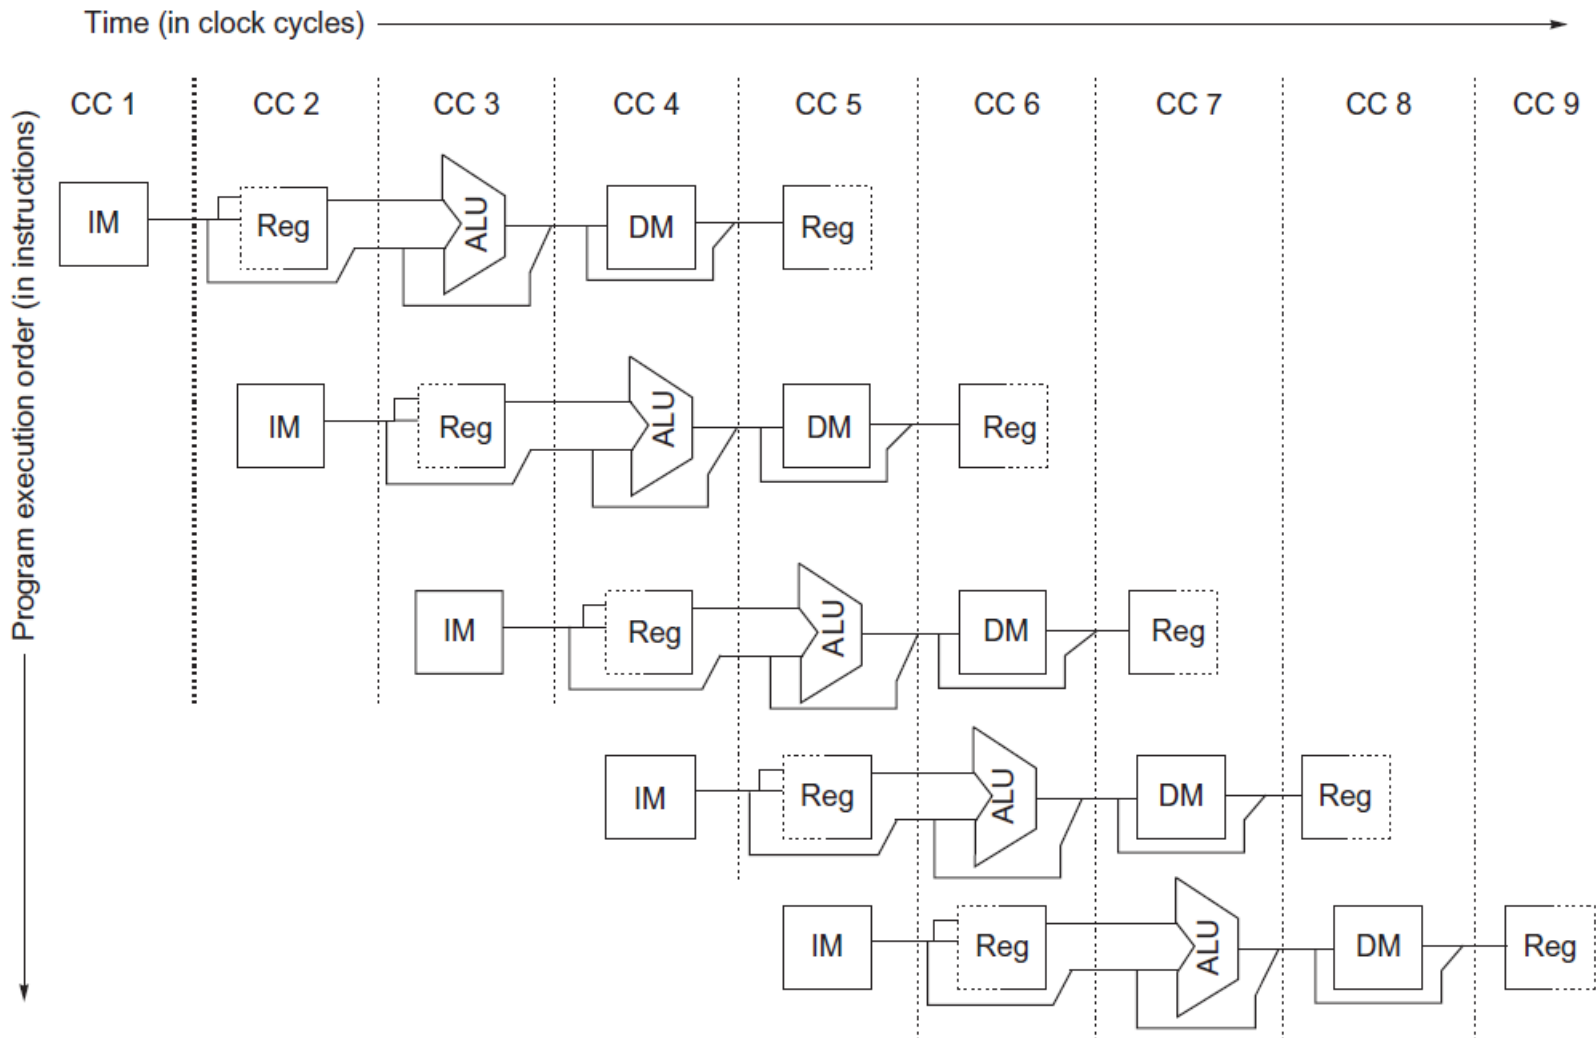 Time (in clock cycles)
CC 1 CC 2 CC 3 CC 4 CC 5 CC 6 CC 7 CC 8 CC 9
Program execution order (in instructions)
IM Reg ALU DM Reg
IM Reg ALU DM Reg
IM Reg ALU DM Reg
IM Reg ALU DM Reg
IM Reg ALU DM Reg